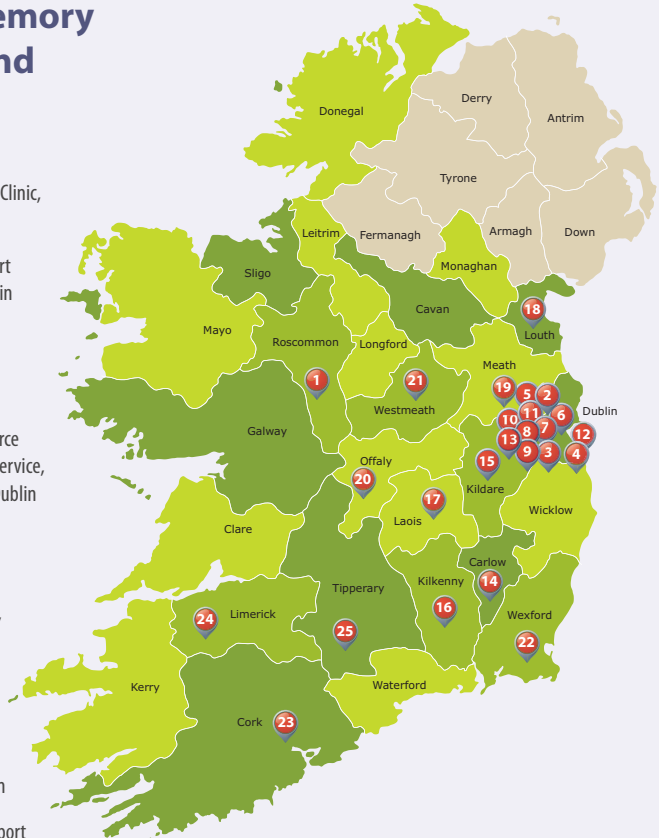 emory
nd
Clinic,
rt
in
rce
ervice,
Dublin
port
Donegal
Derry
Antrim
Tyrone
Fermanagh
Armagh
Down
Leitrim
Monaghan
Sligo
Cavan
18
Louth
Mayo
Roscommon
Longford
Meath
1
21
Westmeath
19
5
2
Dublin
10
11
6
13
8
7
12
9
3
4
Galway
Offaly
20
15
Kildare
17
Laois
Wicklow
Clare
Carlow
14
Tipperary
Kilkenny
16
Wexford
22
24
Limerick
25
Kerry
Waterford
Cork
23